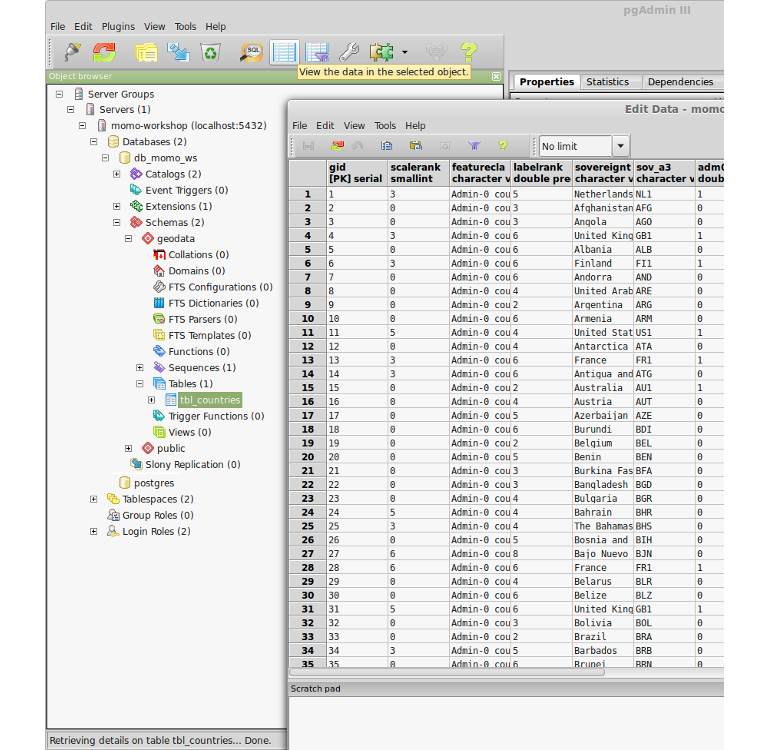 pgAdmin III
File Edit Plugins View Tools Help
SQL
View the data in the selected object.
Object browser
Properties Statistics Dependencies
Server Groups
Servers (1)
momo-workshop (localhost:5432)
Databases (2)
db_momo_ws
Catalogs (2)
Event Triggers (0)
Extensions (1)
Schemas (2)
geodata
Collations (0)
Domains (0)
FTS Configurations (0)
FTS Dictionaries (0)
FTS Parsers (0)
FTS Templates (0)
Functions (0)
Sequences (1)
Tables (1)
tbl_countries
Trigger Functions (0)
Views (0)
public
Slony Replication (0)
postgres
Tablespaces (2)
Group Roles (0)
Login Roles (2)
Retrieving details on table tbl_countries... Done.
Edit Data - momo
File Edit View Tools Help
No limit
gid scalerank featurecla labelrank sovereignt sov_a3 adm0
[PK] serial smallint character v double pre character v character v doub
1 1 3 Admin-0 cou 5 Netherlands NL1 1
2 2 0 Admin-0 cou 3 Afghanistan AFG 0
3 3 0 Admin-0 cou 3 Angola AGO 0
4 4 3 Admin-0 cou 6 United King GB1 1
5 5 0 Admin-0 cou 6 Albania ALB 0
6 6 3 Admin-0 cou 6 Finland FI1 1
7 7 0 Admin-0 cou 6 Andorra AND 0
8 8 0 Admin-0 cou 4 United Arab ARE 0
9 9 0 Admin-0 cou 2 Argentina ARG 0
10 10 0 Admin-0 cou 6 Armenia ARM 0
11 11 5 Admin-0 cou 4 United Stat US1 1
12 12 0 Admin-0 cou 4 Antarctica ATA 0
13 13 3 Admin-0 cou 6 France FR1 1
14 14 3 Admin-0 cou 6 Antigua and ATG 0
15 15 0 Admin-0 cou 2 Australia AU1 1
16 16 0 Admin-0 cou 4 Austria AUT 0
17 17 0 Admin-0 cou 5 Azerbaijan AZE 0
18 18 0 Admin-0 cou 6 Burundi BDI 0
19 19 0 Admin-0 cou 2 Belgium BEL 0
20 20 0 Admin-0 cou 5 Benin BEN 0
21 21 0 Admin-0 cou 3 Burkina Fas BFA 0
22 22 0 Admin-0 cou 3 Bangladesh BGD 0
23 23 0 Admin-0 cou 4 Bulgaria BGR 0
24 24 5 Admin-0 cou 4 Bahrain BHR 0
25 25 3 Admin-0 cou 4 The Bahamas BHS 0
26 26 0 Admin-0 cou 5 Bosnia and BIH 0
27 27 6 Admin-0 cou 8 Bajo Nuevo BJN 0
28 28 6 Admin-0 cou 6 France FR1 1
29 29 0 Admin-0 cou 4 Belarus BLR 0
30 30 0 Admin-0 cou 6 Belize BLZ 0
31 31 5 Admin-0 cou 6 United King GB1 1
32 32 0 Admin-0 cou 3 Bolivia BOL 0
33 33 0 Admin-0 cou 2 Brazil BRA 0
34 34 3 Admin-0 cou 5 Barbados BRB 0
35 35 0 Admin-0 cou 6 Brunei BRN 0
Scratch pad